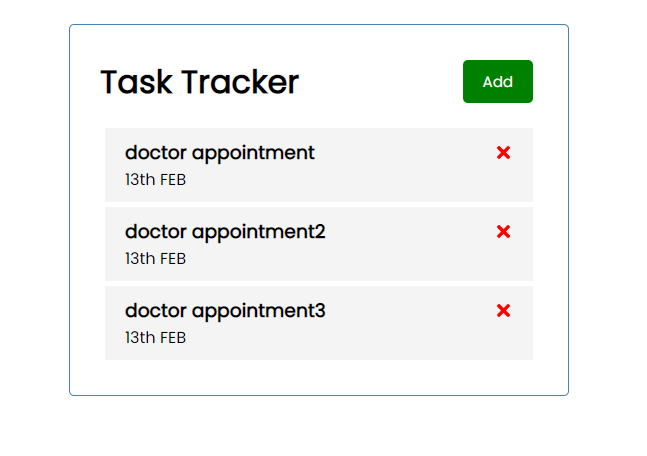 Task Tracker
Add
doctor appointment
13th FEB
doctor appointment2
13th FEB
doctor appointment3
13th FEB